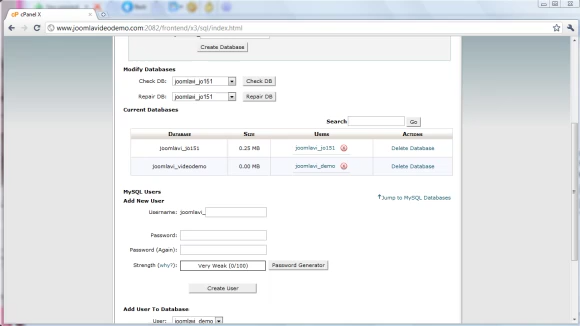 cPanel X
www.joomlavideodemo.com:2082/frontend/x3/sql/index.html
Create Database
Modify Databases
Check DB: joomlavi_jo151 Check DB
Repair DB: joomlavi_jo151 Repair DB
Current Databases
Search Go
DATABASE SIZE USERS ACTIONS
joomlavi_jo151 0.25 MB joomlavi_jo151 Delete Database
joomlavi_videodemo 0.00 MB joomlavi_demo Delete Database
MySQL Users
Jump to MySQL Databases
Add New User
Username: joomlavi_
Password:
Password (Again):
Strength (why?): Very Weak (0/100) Password Generator
Create User
Add User To Database
User: joomlavi_demo